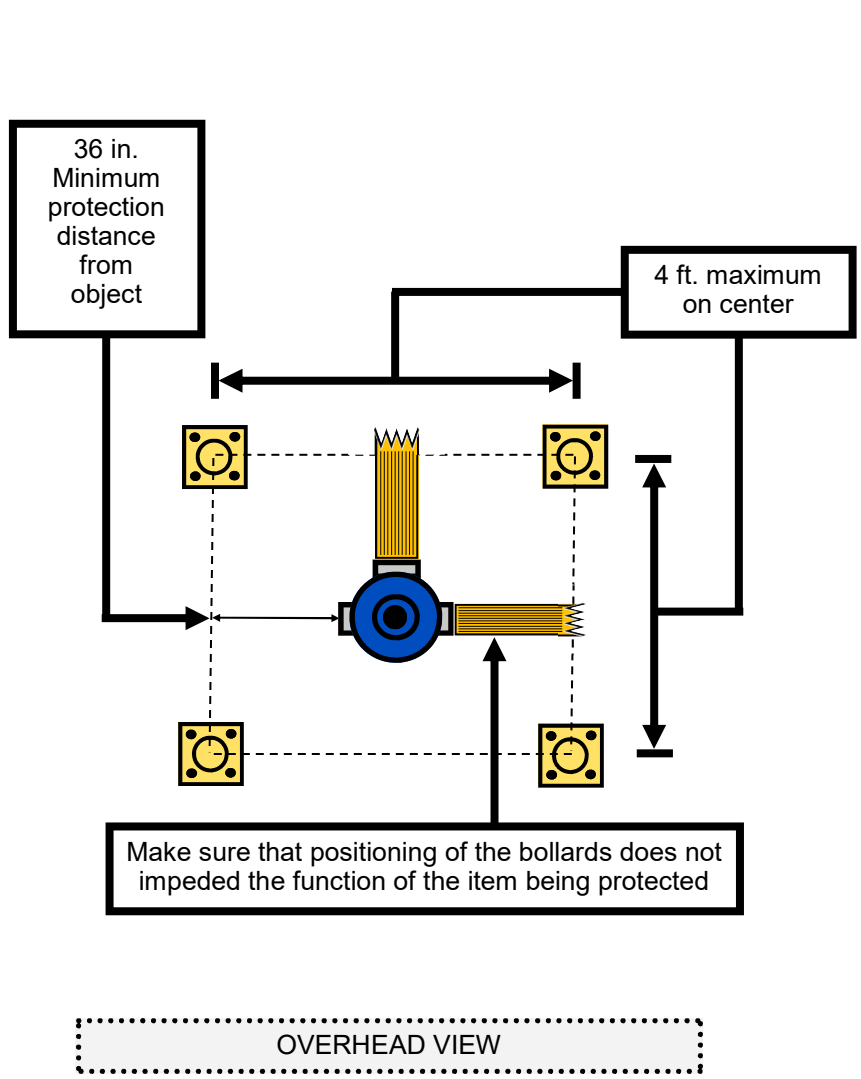 36 in.
Minimum
protection
distance
from
object
4 ft. maximum
on center
Make sure that positioning of the bollards does not
impeded the function of the item being protected
OVERHEAD VIEW